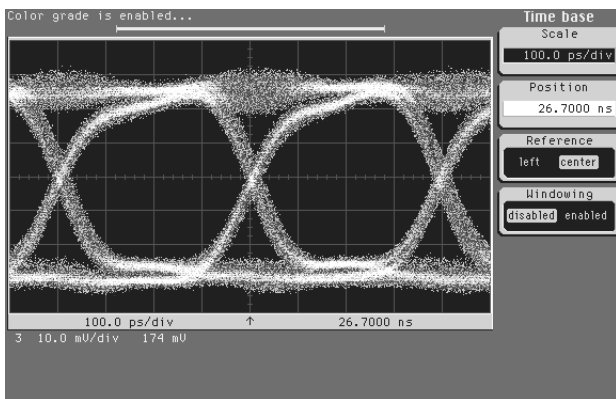 Color grade is enabled...
Time base
Scale
100.0 ps/div
Position
26.7000 ns
Reference
left center
Windowing
disabled enabled
100.0 ps/div ↑ 26.7000 ns
3 10.0 mV/div 174 mV